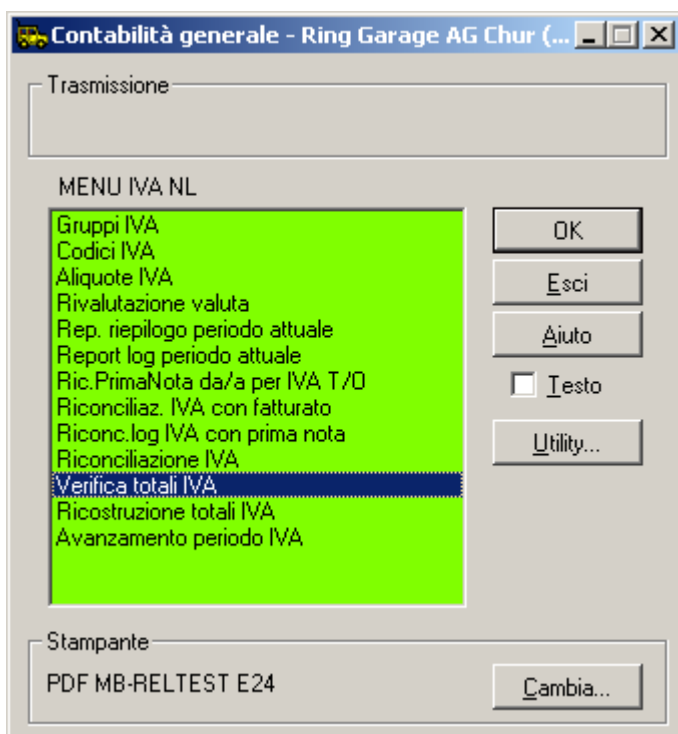 Contabilità generale - Ring Garage AG Chur (...
Trasmissione
MENU IVA NL
Gruppi IVA
Codici IVA
Aliquote IVA
Rivalutazione valuta
Rep. riepilogo periodo attuale
Report log periodo attuale
Ric.PrimaNota da/a per IVA T/O
Riconciliaz. IVA con fatturato
Riconc.log IVA con prima nota
Riconciliazione IVA
Verifica totali IVA
Ricostruzione totali IVA
Avanzamento periodo IVA
OK
Esci
Aiuto
Testo
Utility...
Stampante
PDF MB-RELTEST E24
Cambia...